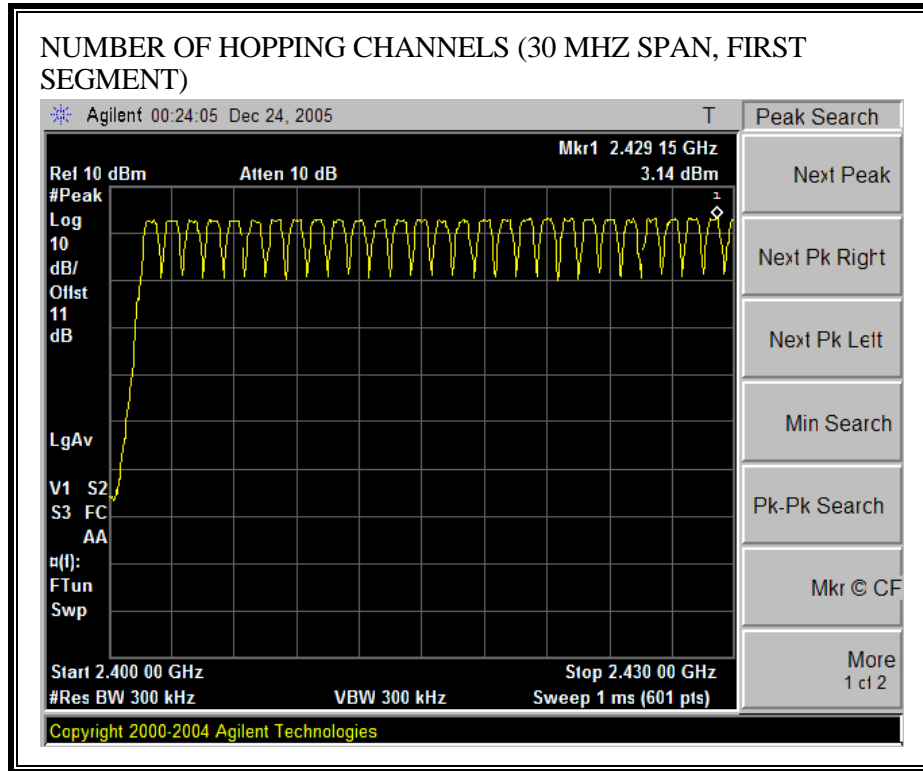 NUMBER OF HOPPING CHANNELS (30 MHZ SPAN, FIRST
SEGMENT)
Agilent 00:24:05 Dec 24, 2005 T
Peak Search
Mkr1 2.429 15 GHz
Ref 10 dBm Atten 10 dB 3.14 dBm
#Peak
Log
10
dB/
Offst
11
dB
LgAv
V1 S2
S3 FC
AA
¤(f):
FTun
Swp
1
Start 2.400 00 GHz Stop 2.430 00 GHz
#Res BW 300 kHz VBW 300 kHz Sweep 1 ms (601 pts)
Copyright 2000-2004 Agilent Technologies
Next Peak
Next Pk Right
Next Pk Left
Min Search
Pk-Pk Search
Mkr © CF
More
1 of 2